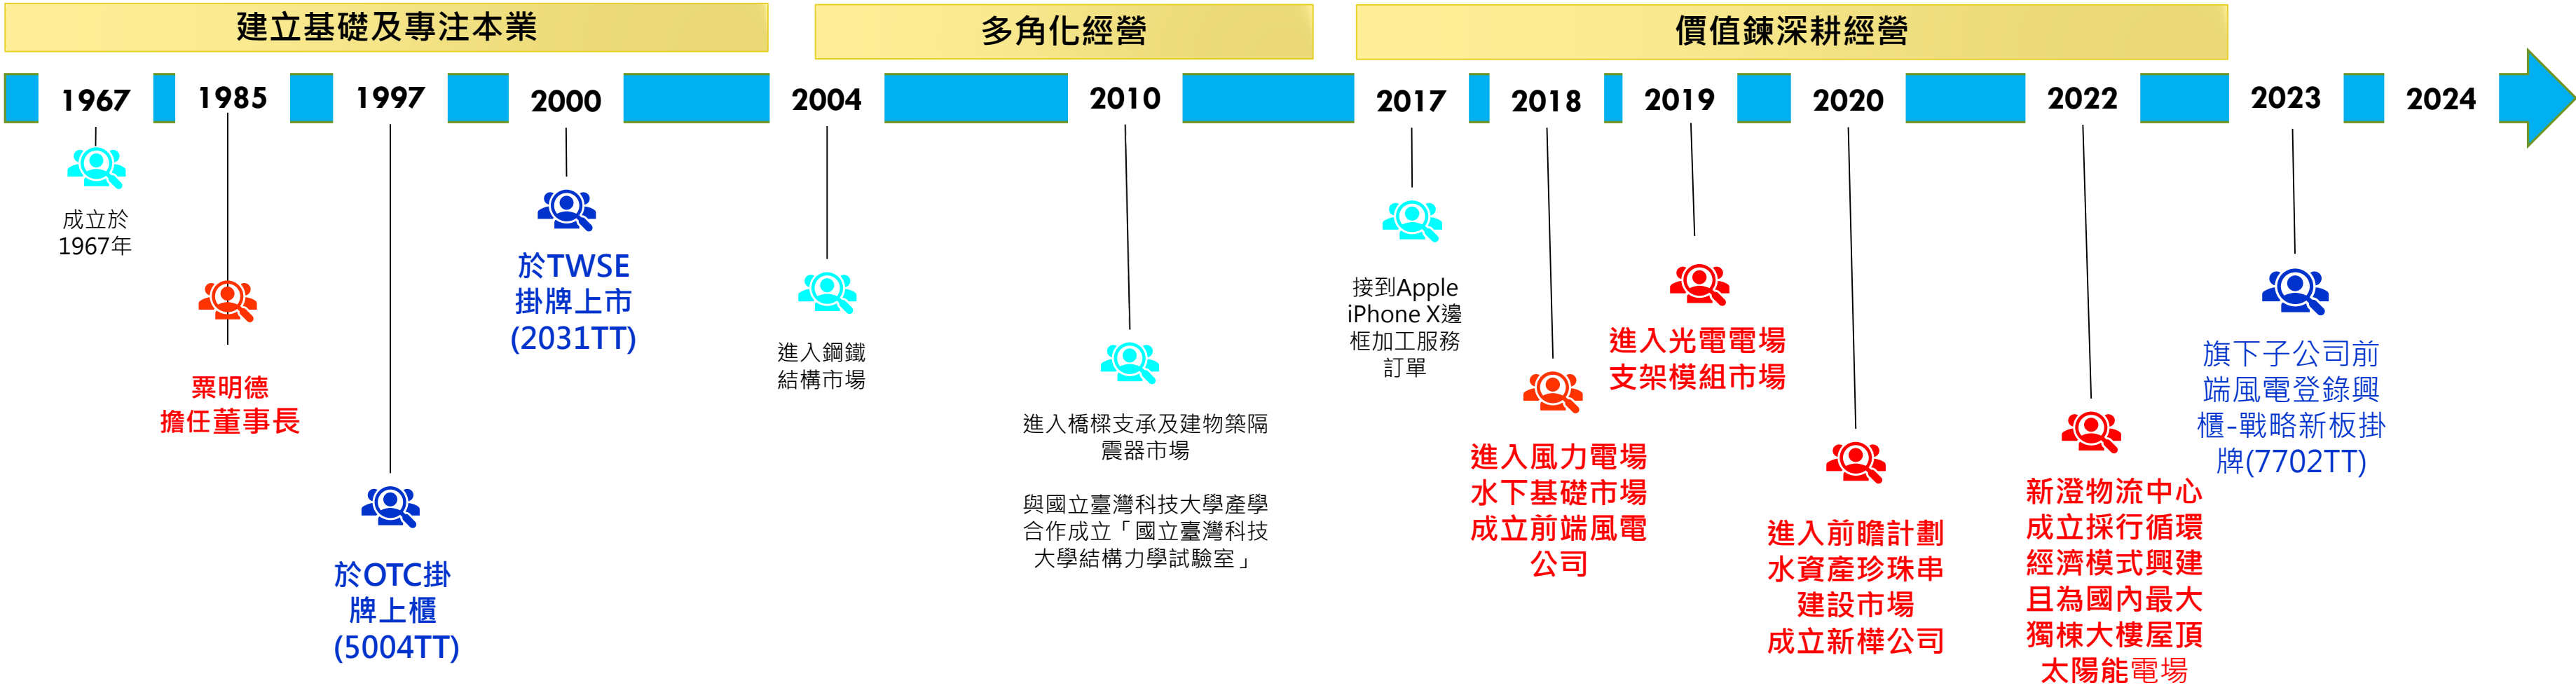 建立基礎及專注本業
多角化經營
價值鍊深耕經營
1967
1985
1997
2000
2004
2010
2017
2018
2019
2020
2022
2023
2024
成立於
1967年
粟明德
擔任董事長
於OTC掛
牌上櫃
(5004TT)
於TWSE
掛牌上市
(2031TT)
進入鋼鐵
結構市場
進入橋樑支承及建物築隔
震器市場
與國立臺灣科技大學產學
合作成立「國立臺灣科技
大學結構力學試驗室」
接到Apple
iPhone X邊
框加工服務
訂單
進入風力電場
水下基礎市場
成立前端風電
公司
進入光電電場
支架模組市場
進入前瞻計劃
水資產珍珠串
建設市場
成立新樺公司
新澄物流中心
成立採行循環
經濟模式興建
且為國內最大
獨棟大樓屋頂
太陽能電場
旗下子公司前
端風電登錄興
櫃-戰略新板掛
牌(7702TT)